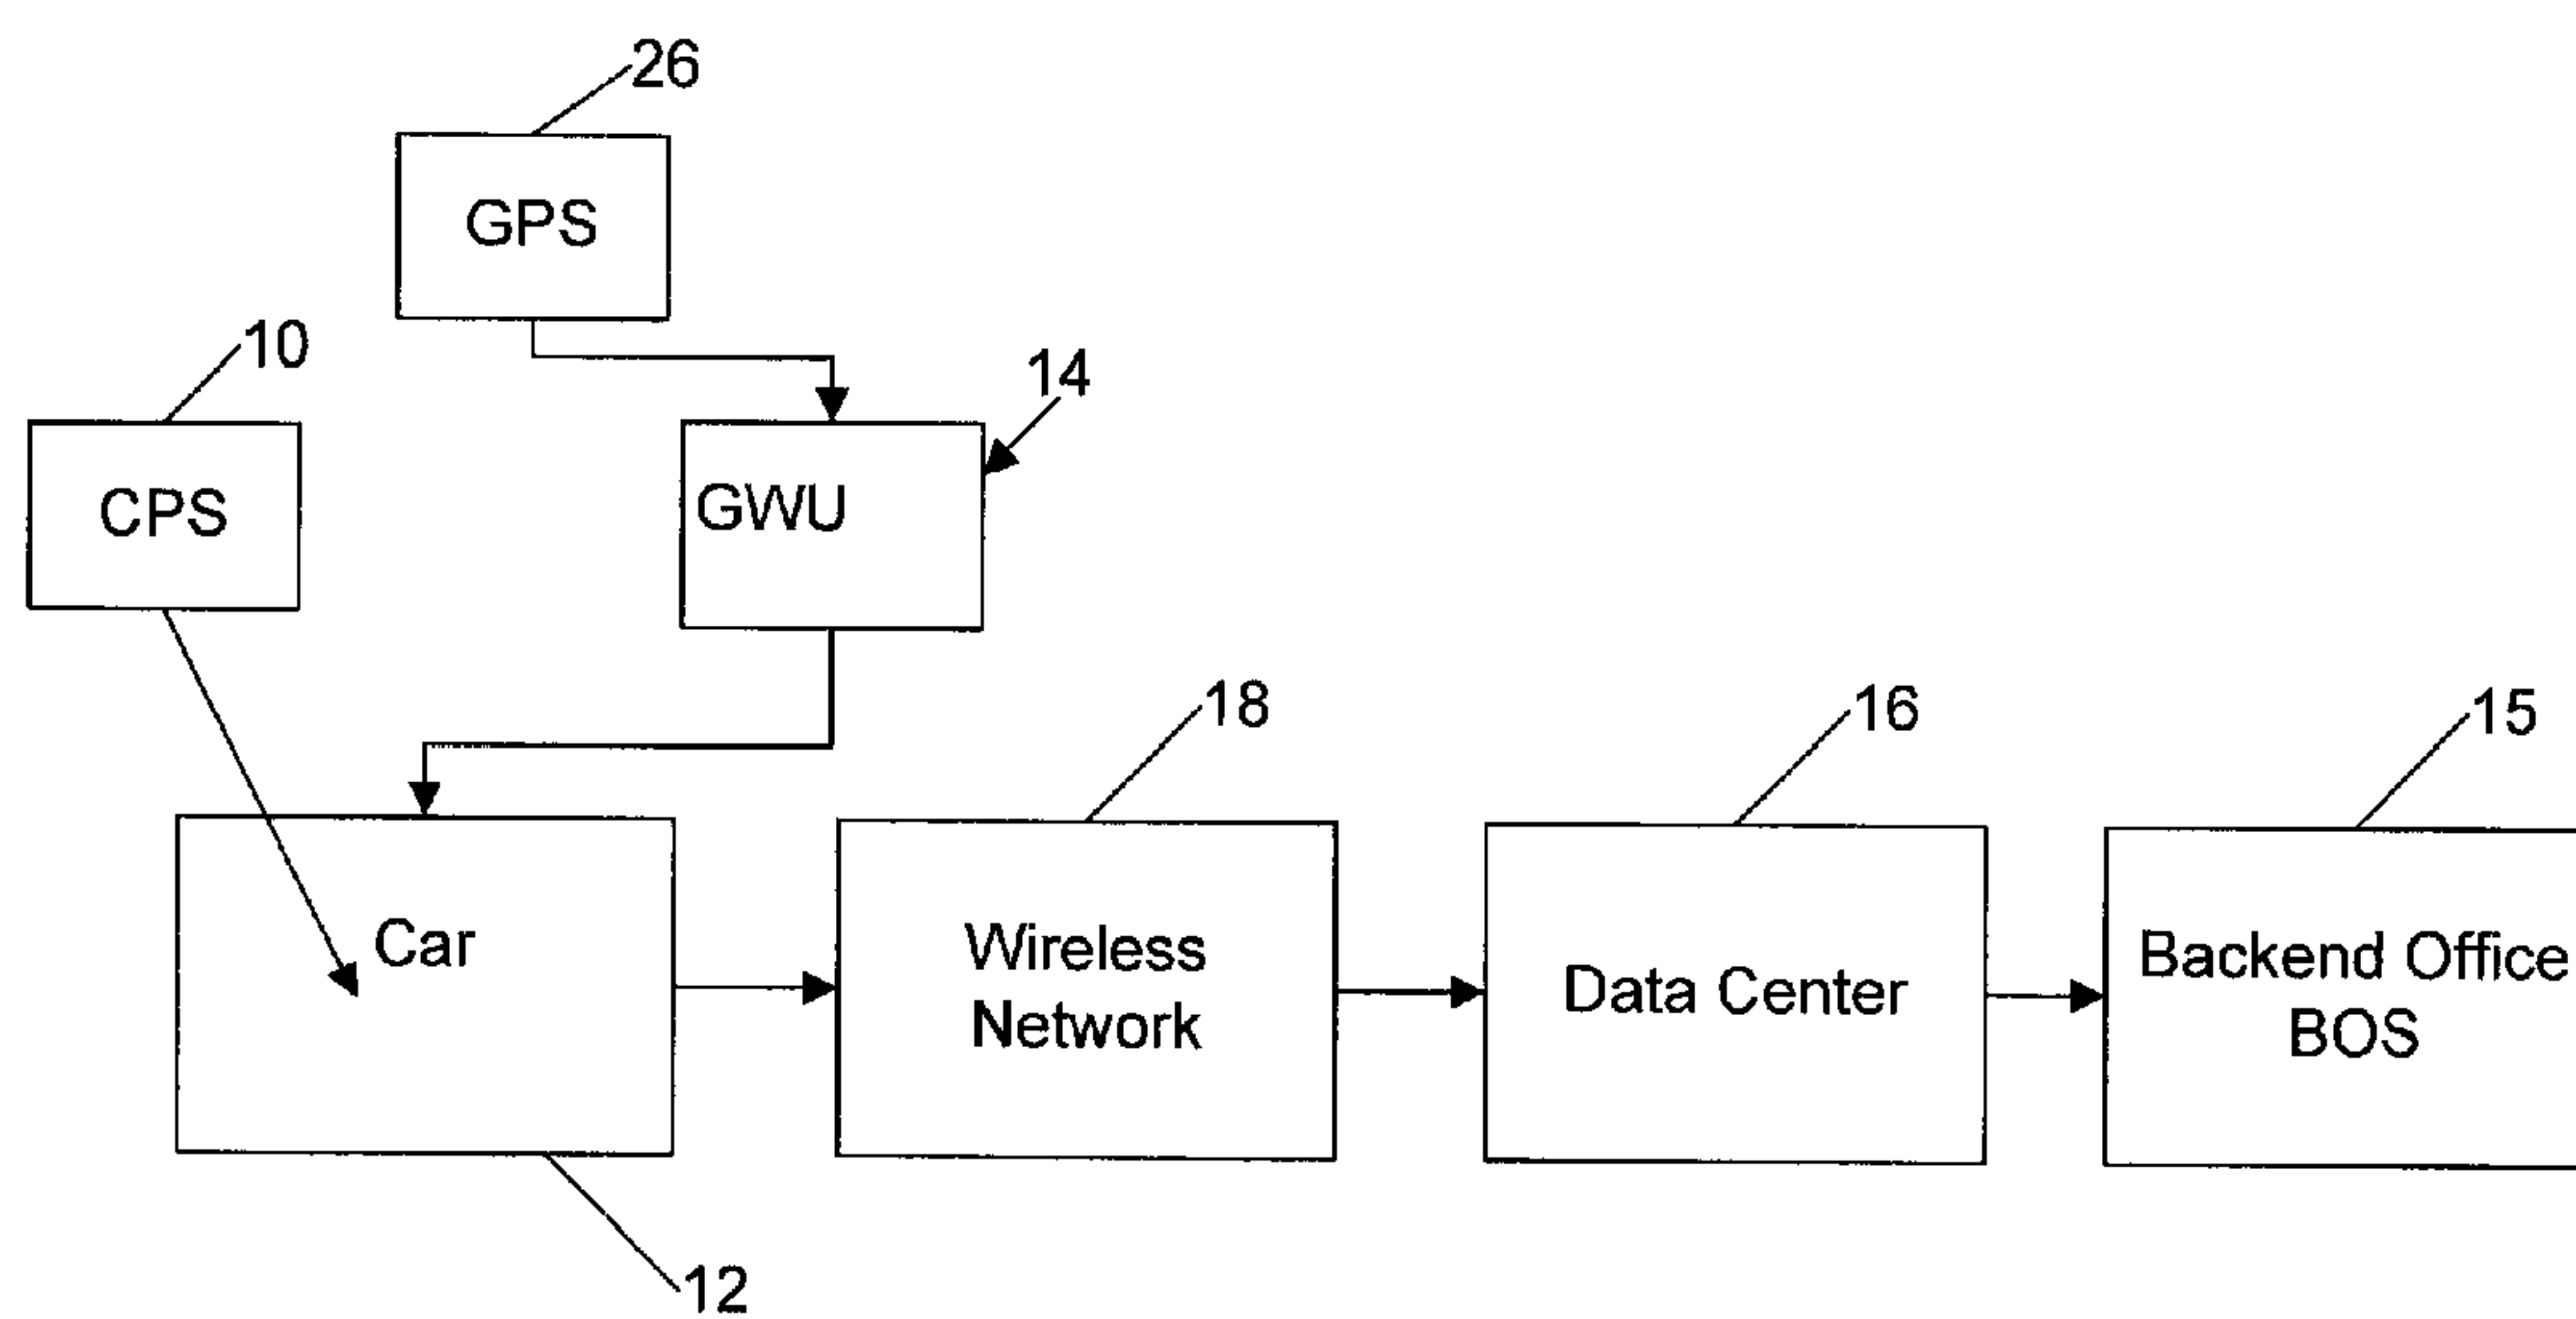 26
GPS
10
14
CPS
GWU
18
16
15
Car
Wireless
Network
Data Center
Backend Office
BOS
12